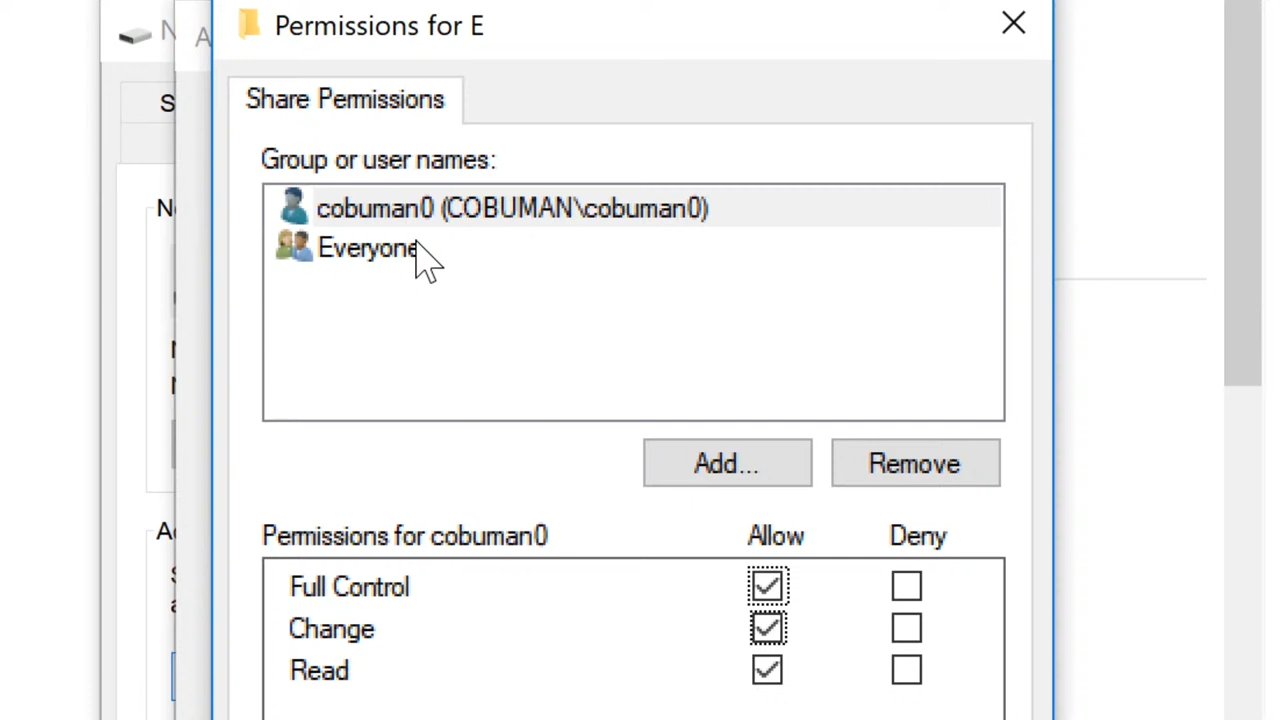 Permissions for E
Share Permissions
Group or user names:
cobuman0 (COBUMAN\cobuman0)
Everyone
Add...
Remove
Permissions for cobuman0
Allow
Deny
Full Control
Change
Read